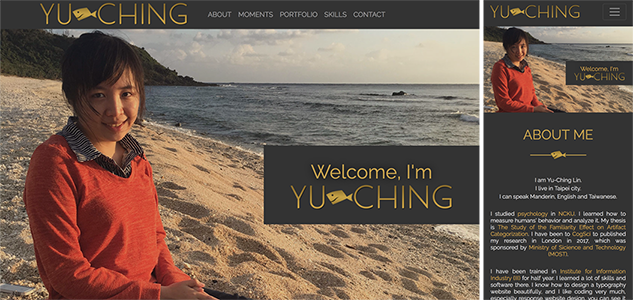 YU CHING
ABOUT MOMENTS PORTFOLIO SKILLS CONTACT
Welcome, I'm
YU CHING
YU CHING
Welcome, I'm
YU CHING
ABOUT ME
I am Yu-Ching Lin.
I live in Taipei city.
I can speak Manderin, English and Taiwanese.
I studied psychology in NCKU. I learned how to
measure humans' behavior and analyze it. My thesis
is The Study of the Familiarity Effect on Artifact
Categorization. I have been to CogSci to published
my research in London in 2017, which was
sponsored by Ministry of Sicience and Technology
(MOST).
I have been trained in Institute for Information
Industry (III) for half year. I learned a lot of skills and
software there. I know how to design a typography
website beautifully, and I like coding very much,
especially response website design, you can see it